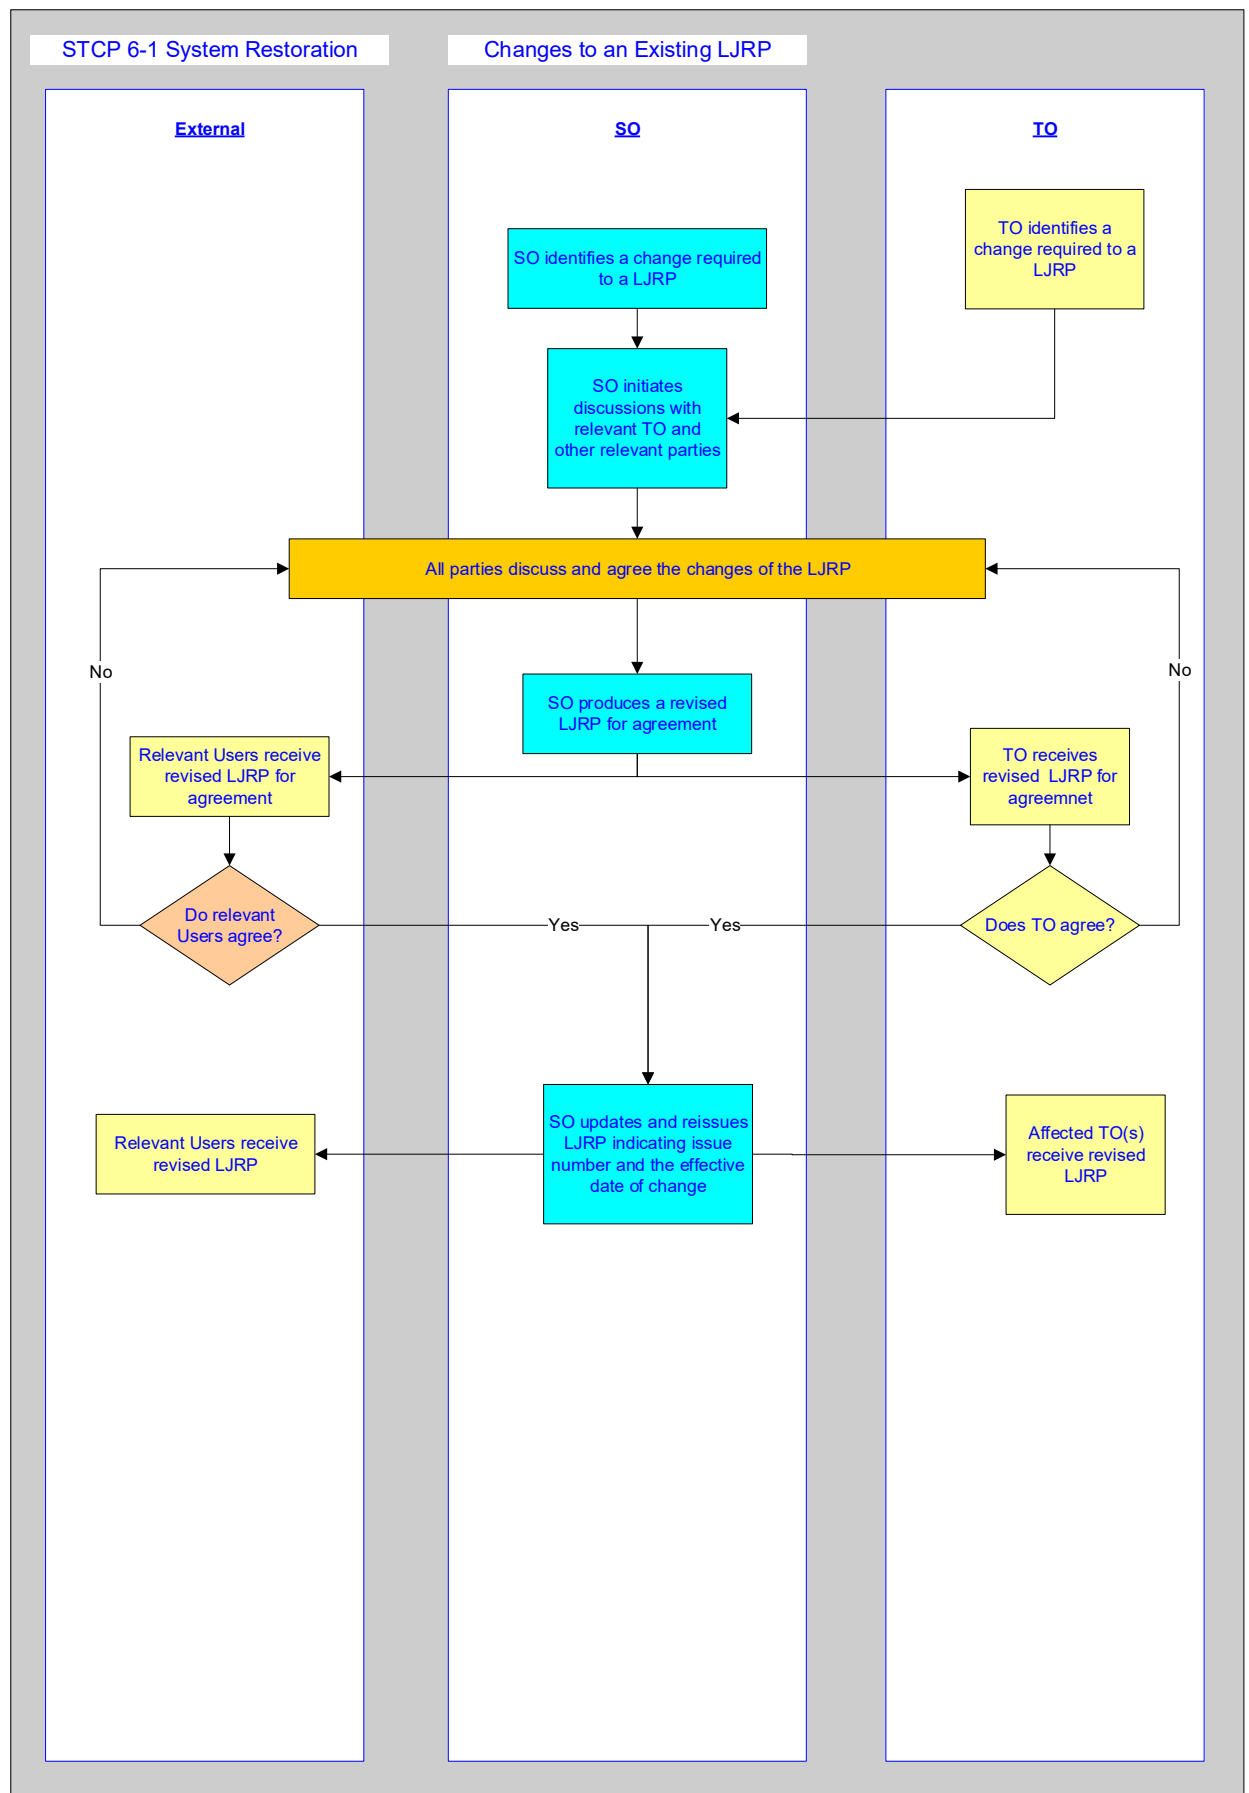 STCP 6-1 System Restoration
Changes to an Existing LJRP
External
SO
TO
TO identifies a
change required to a
LJRP
SO identifies a change required
to a LJRP
SO initiates
discussions with
relevant TO and
other relevant parties
All parties discuss and agree the changes of the LJRP
No
No
SO produces a revised
LJRP for agreement
Relevant Users receive
revised LJRP for
agreement
TO receives
revised LJRP for
agreemnet
Do relevant
Users agree?
Yes
Yes
Does TO agree?
Relevant Users receive
revised LJRP
SO updates and reissues
LJRP indicating issue
number and the effective
date of change
Affected TO(s)
receive revised
LJRP